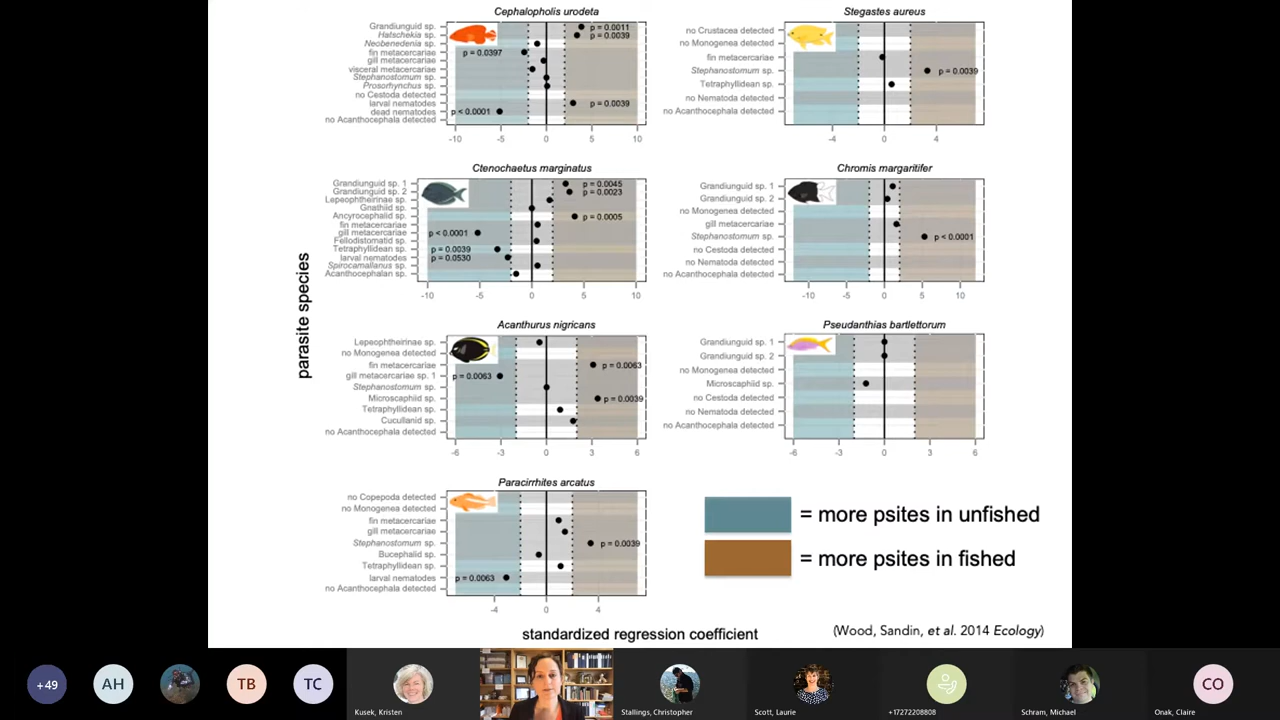 Cephalopholis urodeta
Grandiunguid sp.
Hatschekia sp.
Neobenedenia sp.
fin metacercariae
gill metacercariae
visceral metacercariae
Stephanostomum sp.
Prosorhynchus sp.
no Cestoda detected
larval nematodes
dead nematodes
no Acanthocephala detected
p = 0.0011
p = 0.0039
p = 0.0397
p = 0.0039
p < 0.0001
-10 -5 0 5 10
Stegastes aureus
no Crustacea detected
no Monogenea detected
fin metacercariae
Stephanostomum sp.
Tetraphyllidean sp.
no Nematoda detected
no Acanthocephala detected
p = 0.0039
-4 0 4
Ctenochaetus marginatus
Grandiunguid sp. 1
Grandiunguid sp. 2
Lepeophtheirinae sp.
Gnathiid sp.
Ancyrocephalid sp.
fin metacercariae
gill metacercariae
Fellodistomatid sp.
Tetraphyllidean sp.
larval nematodes
Spirocamallanus sp.
Acanthocephalan sp.
p = 0.0045
p = 0.0023
p = 0.0005
p < 0.0001
p = 0.0039
p = 0.0530
-10 -5 0 5 10
Chromis margaritifer
Grandiunguid sp. 1
Grandiunguid sp. 2
no Monogenea detected
gill metacercariae
Stephanostomum sp.
no Cestoda detected
no Nematoda detected
no Acanthocephala detected
p < 0.0001
-10 -5 0 5 10
parasite species
Acanthurus nigricans
Lepeophtheirinae sp.
no Monogenea detected
fin metacercariae
gill metacercariae sp. 1
Stephanostomum sp.
Microscaphiid sp.
Tetraphyllidean sp.
Cucullanid sp.
no Acanthocephala detected
p = 0.0063
p = 0.0063
p = 0.0039
-6 -3 0 3 6
Pseudanthias bartlettorum
Grandiunguid sp. 1
Grandiunguid sp. 2
no Monogenea detected
Microscaphiid sp.
no Cestoda detected
no Nematoda detected
no Acanthocephala detected
-6 -3 0 3 6
Paracirrhites arcatus
no Copepoda detected
no Monogenea detected
fin metacercariae
gill metacercariae
Stephanostomum sp.
Bucephalid sp.
Tetraphyllidean sp.
larval nematodes
no Acanthocephala detected
p = 0.0039
p = 0.0063
-4 0 4
= more psites in unfished
= more psites in fished
standardized regression coefficient
(Wood, Sandin, et al. 2014 Ecology)
+49
AH
TB
TC
CO
Kusek, Kristen
Stallings, Christopher
Scott, Laurie
+17272208808
Schram, Michael
Onak, Claire